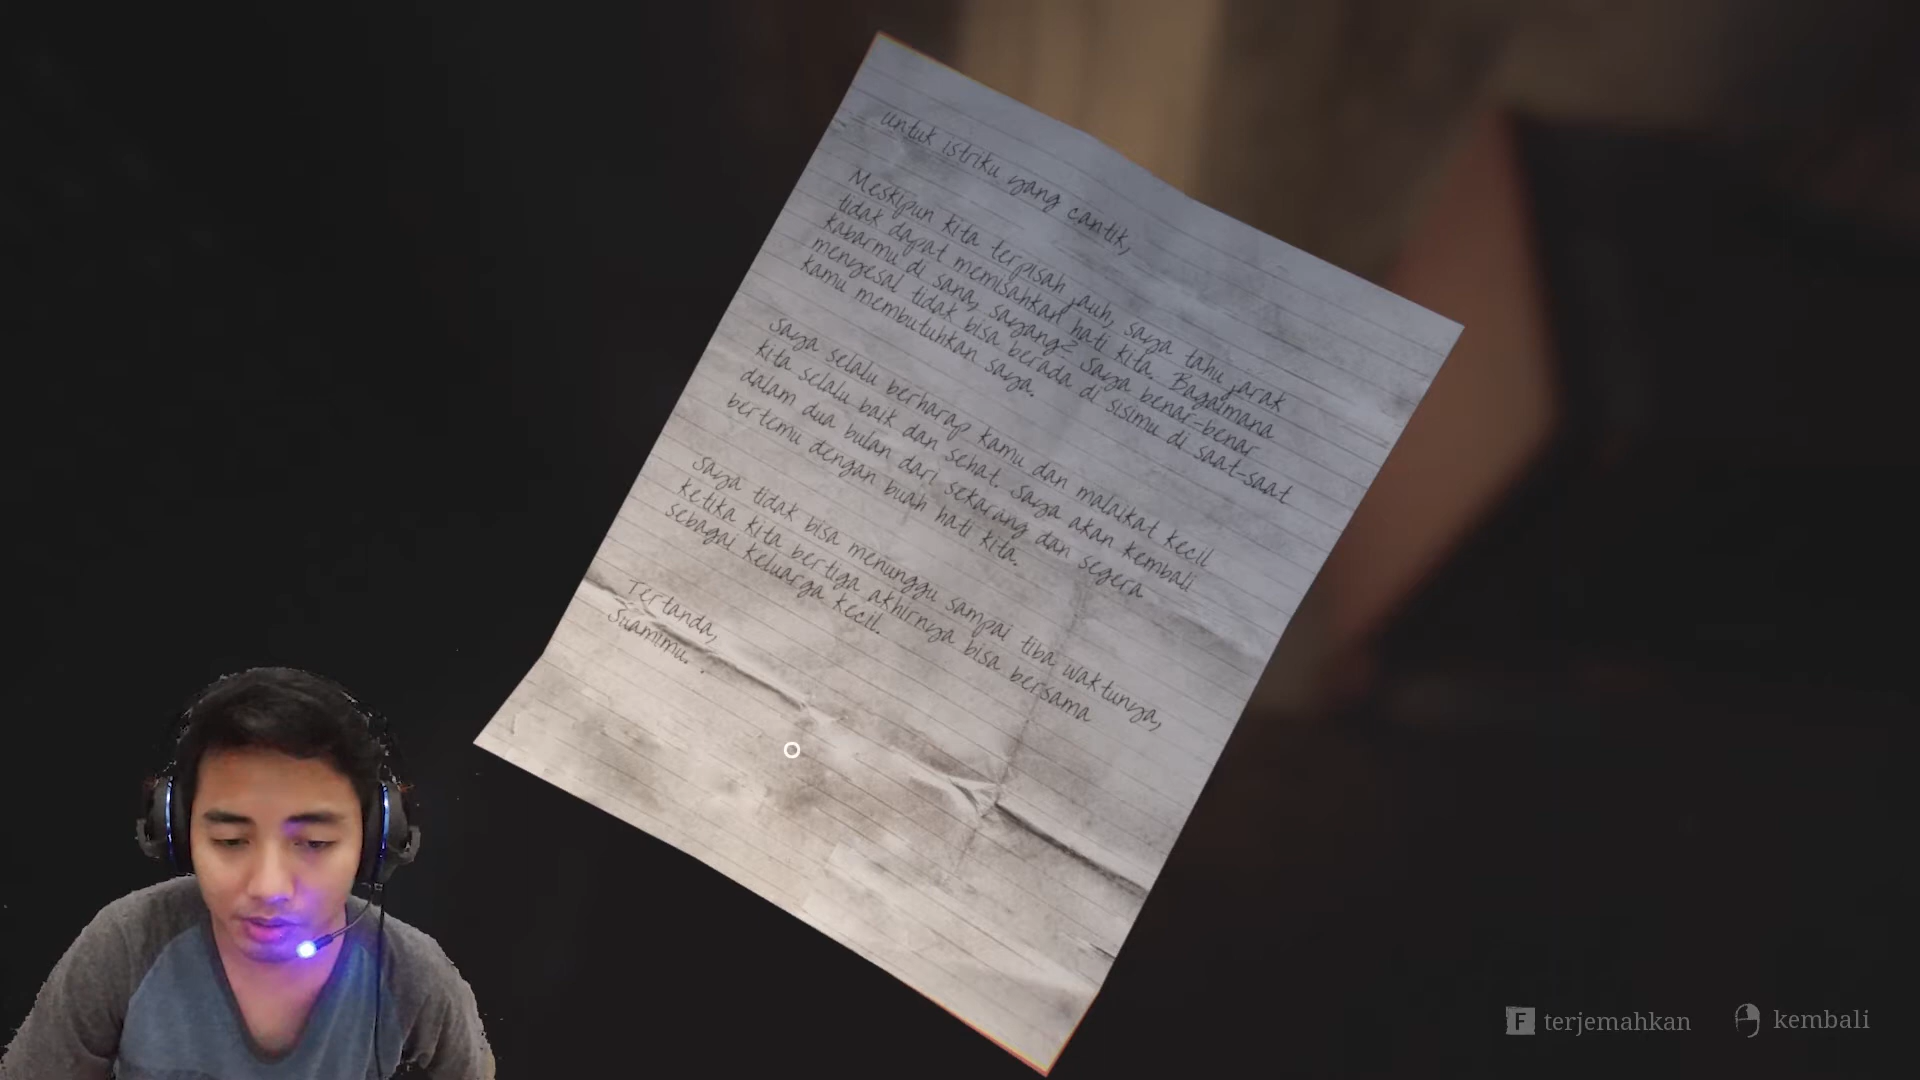 untuk istriku yang cantik,
Meskipun kita terpisah jauh, saya tahu jarak
tidak dapat memisahkan hati kita. Bagaimana
kabarmu di sana, sayang? Saya benar-benar
menyesal tidak bisa berada di sisimu di saat-saat
kamu membutuhkan saya.
Saya selalu berharap kamu dan malaikat kecil
kita selalu baik dan sehat. Saya akan kembali
dalam dua bulan dari sekarang dan segera
bertemu dengan buah hati kita.
Saya tidak bisa menunggu sampai tiba waktunya,
ketika kita bertiga akhirnya bisa bersama
sebagai keluarga kecil.
Tertanda,
Suamimu.
F terjemahkan
kembali